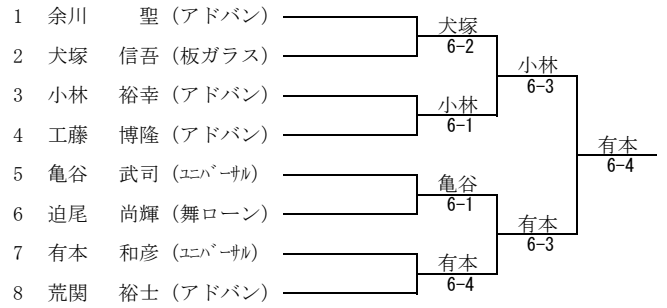 1 余川 聖 (アドバン)
犬塚
6-2
2 犬塚 信吾 (板ガラス)
小林
6-3
3 小林 裕幸 (アドバン)
小林
6-1
4 工藤 博隆 (アドバン)
有本
6-4
5 亀谷 武司 (ユニバーサル)
亀谷
6-1
6 迫尾 尚輝 (舞ローン)
有本
6-3
7 有本 和彦 (ユニバーサル)
有本
6-4
8 荒関 裕士 (アドバン)